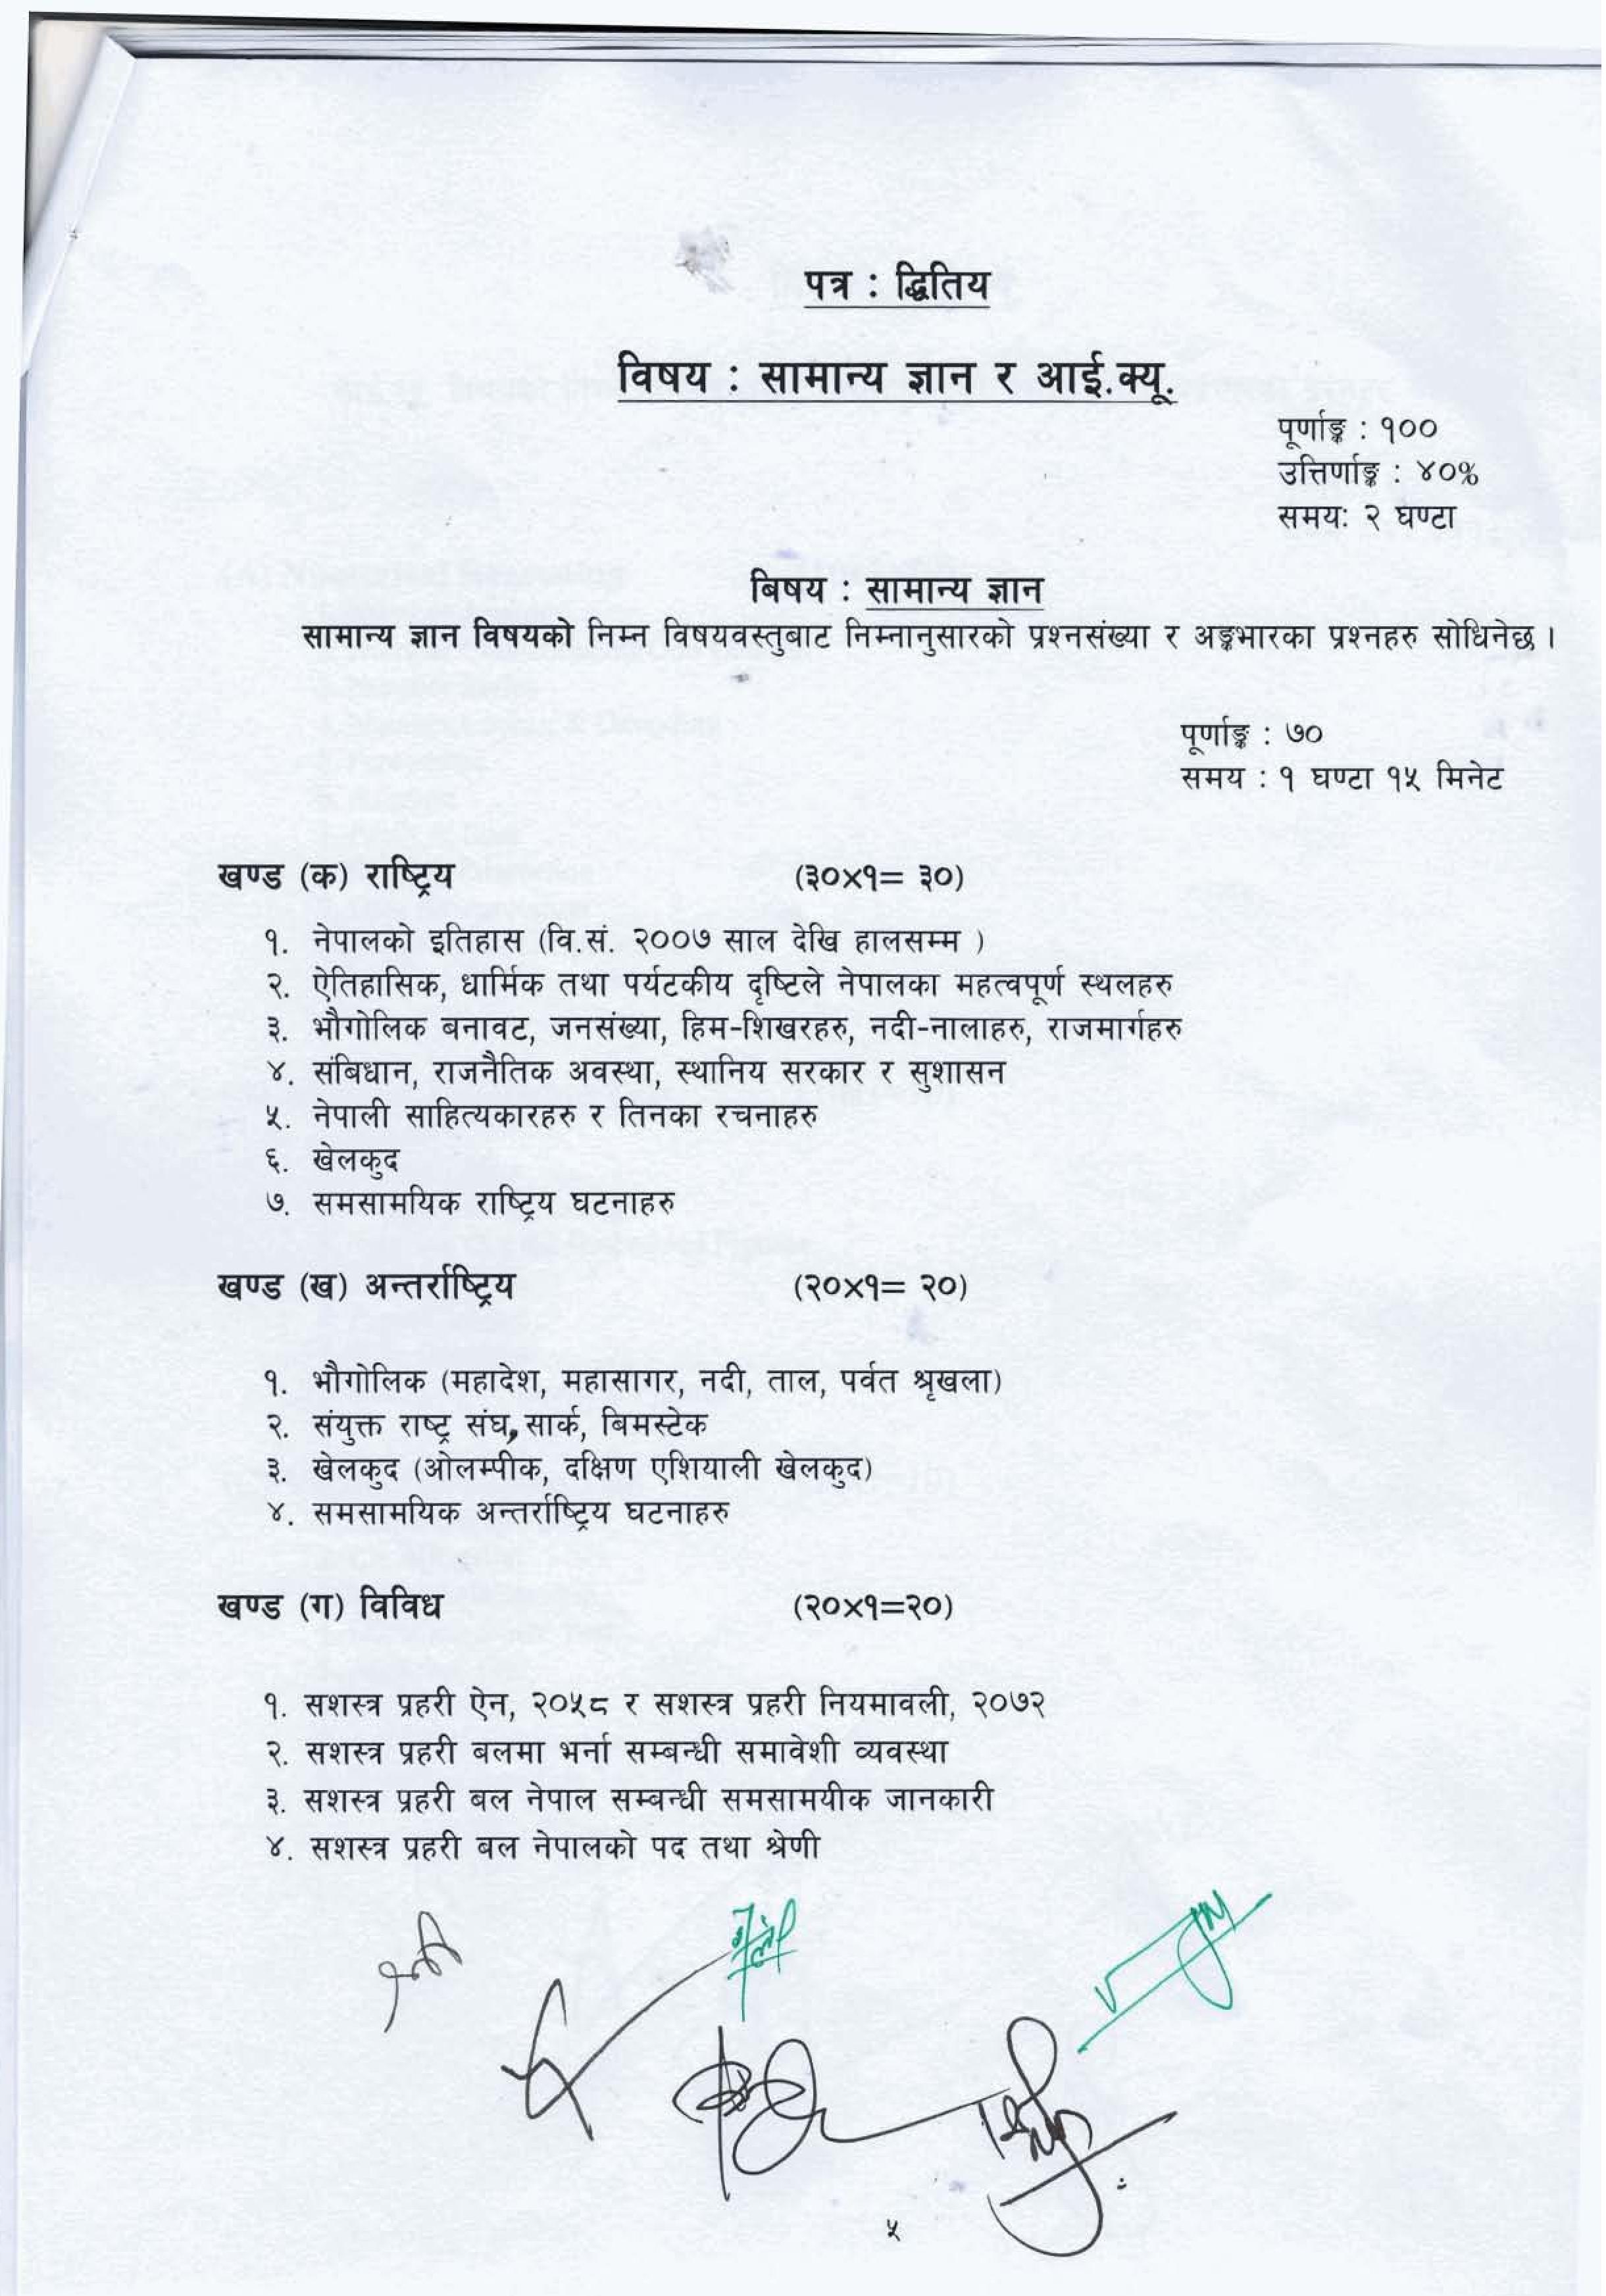 पत्र : द्धितिय
विषय : सामान्य ज्ञान र आई.क्यू.
पूर्णाङ्क : १००
उत्तिर्णाङ्क : ४०%
समय: २ घण्टा
बिषय : सामान्य ज्ञान
सामान्य ज्ञान विषयको निम्न विषयवस्तुबाट निम्नानुसारको प्रश्नसंख्या र अङ्कभारका प्रश्नहरु सोधिनेछ ।
पूर्णाङ्क : ७०
समय : १ घण्टा १५ मिनेट
खण्ड (क) राष्ट्रिय (३०×१= ३०)
१. नेपालको इतिहास (वि.सं. २००७ साल देखि हालसम्म )
२. ऐतिहासिक, धार्मिक तथा पर्यटकीय दृष्टिले नेपालका महत्वपूर्ण स्थलहरु
३. भौगोलिक बनावट, जनसंख्या, हिम-शिखरहरु, नदी-नालाहरु, राजमार्गहरु
४. संबिधान, राजनैतिक अवस्था, स्थानिय सरकार र सुशासन
५. नेपाली साहित्यकारहरु र तिनका रचनाहरु
६. खेलकुद
७. समसामयिक राष्ट्रिय घटनाहरु
खण्ड (ख) अन्तर्राष्ट्रिय (२०×१= २०)
१. भौगोलिक (महादेश, महासागर, नदी, ताल, पर्वत श्रृखला)
२. संयुक्त राष्ट्र संघ, सार्क, बिमस्टेक
३. खेलकुद (ओलम्पीक, दक्षिण एशियाली खेलकुद)
४. समसामयिक अन्तर्राष्ट्रिय घटनाहरु
खण्ड (ग) विविध (२०×१=२०)
१. सशस्त्र प्रहरी ऐन, २०५८ र सशस्त्र प्रहरी नियमावली, २०७२
२. सशस्त्र प्रहरी बलमा भर्ना सम्बन्धी समावेशी व्यवस्था
३. सशस्त्र प्रहरी बल नेपाल सम्बन्धी समसामयीक जानकारी
४. सशस्त्र प्रहरी बल नेपालको पद तथा श्रेणी
५